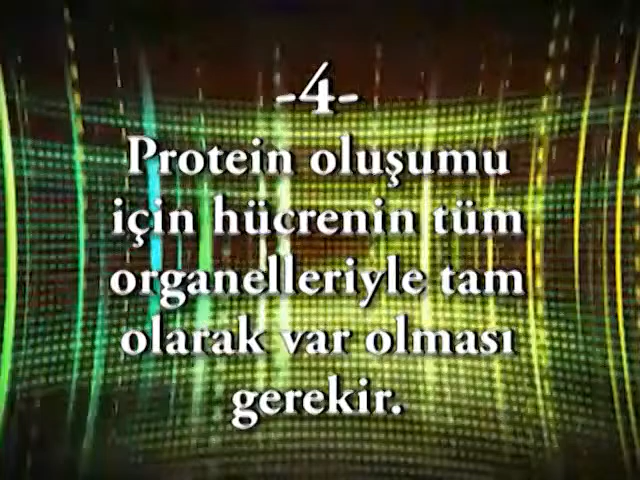 -4-
Protein oluşumu
için hücrenin tüm
organelleriyle tam
olarak var olması
gerekir.